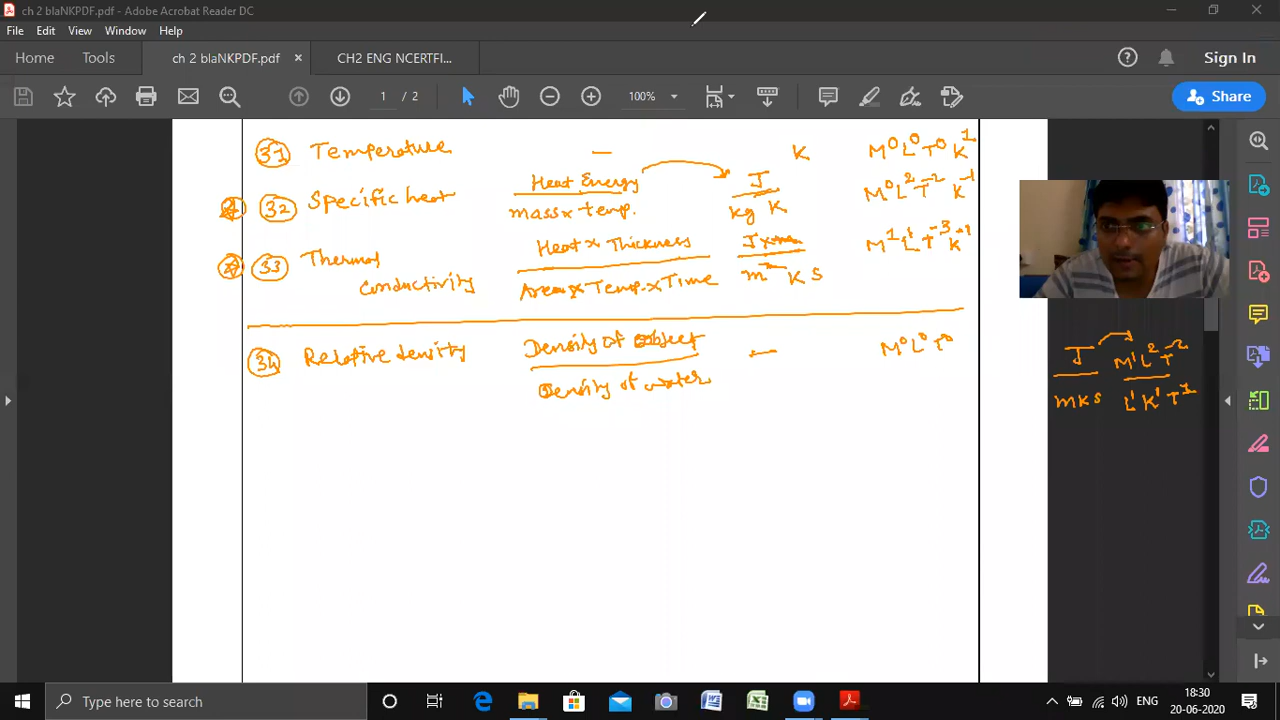 ch 2 blaNKPDF.pdf - Adobe Acrobat Reader DC
File Edit View Window Help
Home Tools ch 2 blaNKPDF.pdf × CH2 ENG NCERTFI... Sign In
1 / 2 100% Share
31 Temperature — K M⁰L⁰T⁰K¹
32 Specific heat Heat Energy J M⁰L²T⁻²K⁻¹
mass x temp. kg K
33 Thermal Heat x Thickness J M¹L¹T⁻³K⁻¹
conductivity Area x Temp. x Time m K S
34 Relative density Density of object — M⁰L⁰T⁰
Density of water
J M¹L²T⁻²
mKS L¹K¹T¹
Type here to search
ENG
18:30
20-06-2020